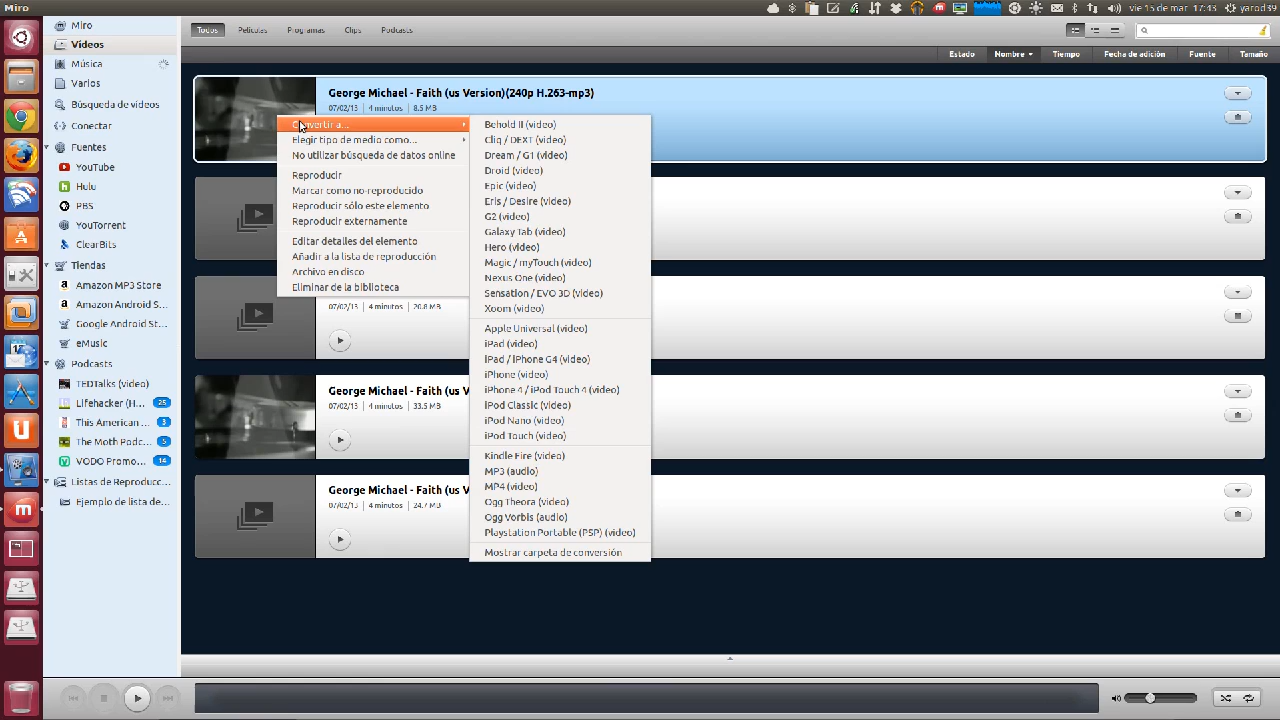 Miro
vie 15 de mar 17:43 yarod39
Miro
Vídeos
Música
Varios
Búsqueda de vídeos
Conectar
Fuentes
YouTube
Hulu
PBS
YouTorrent
ClearBits
Tiendas
Amazon MP3 Store
Amazon Android S...
Google Android St...
eMusic
Podcasts
TEDTalks (video)
Lifehacker (H... 25
This American ... 3
The Moth Podc...
VODO Promo... 14
Listas de Reproducc...
Ejemplo de lista de...
Todos Películas Programas Clips Podcasts
Estado Nombre Tiempo Fecha de adición Fuente Tamaño
George Michael - Faith (us Version)(240p H.263-mp3)
07/02/13 4 minutos 8.5 MB
Convertir a...
Elegir tipo de medio como...
No utilizar búsqueda de datos online
Reproducir
Marcar como no-reproducido
Reproducir sólo este elemento
Reproducir externamente
Editar detalles del elemento
Añadir a la lista de reproducción
Archivo en disco
Eliminar de la biblioteca
Behold II (video)
Cliq / DEXT (video)
Dream / G1 (video)
Droid (video)
Epic (video)
Eris / Desire (video)
G2 (video)
Galaxy Tab (video)
Hero (video)
Magic / myTouch (video)
Nexus One (video)
Sensation / EVO 3D (video)
Xoom (video)
Apple Universal (video)
iPad (video)
iPad / iPhone G4 (video)
iPhone (video)
iPhone 4 / iPod Touch 4 (video)
iPod Classic (video)
iPod Nano (video)
iPod Touch (video)
Kindle Fire (video)
MP3 (audio)
MP4 (video)
Ogg Theora (video)
Ogg Vorbis (audio)
Playstation Portable (PSP) (video)
Mostrar carpeta de conversión
07/02/13 4 minutos 20.8 MB
George Michael - Faith (us V
07/02/13 4 minutos 33.5 MB
George Michael - Faith (us V
07/02/13 4 minutos 24.7 MB